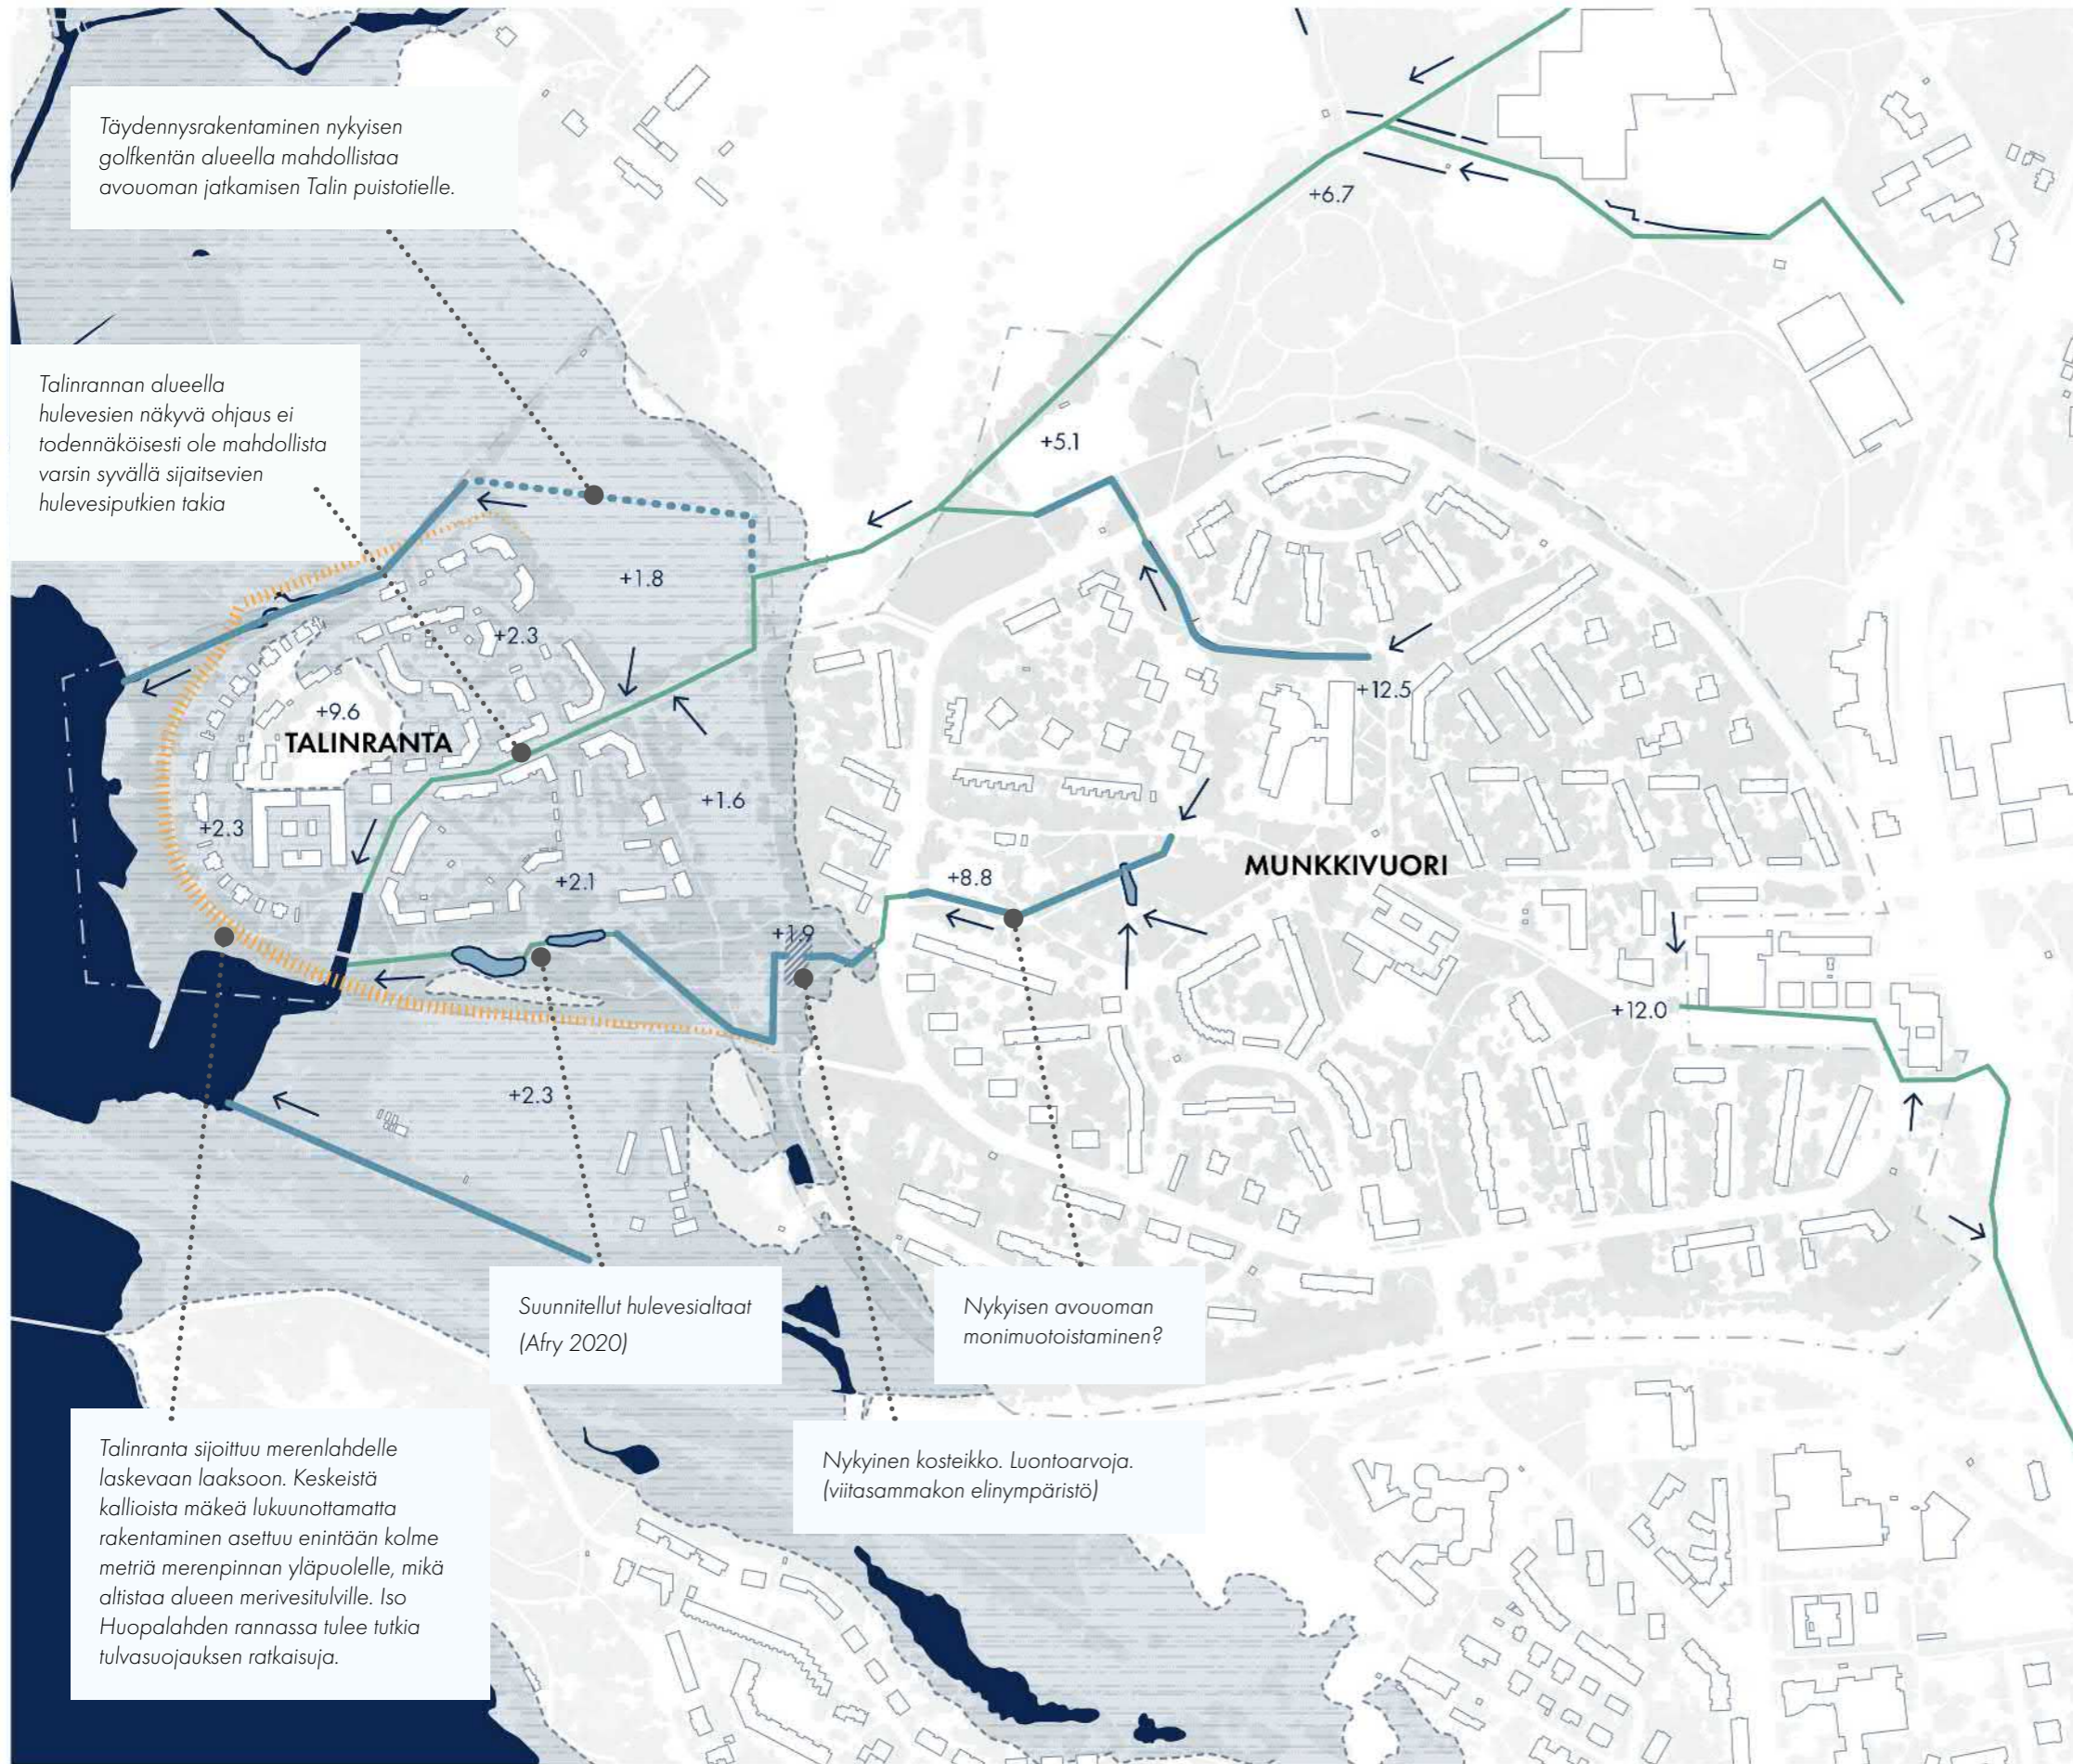 Täydennysrakentaminen nykyisen
golfkentän alueella mahdollistaa
avouoman jatkamisen Talin puistotielle.
+6.7
Talinrannan alueella
hulevesien näkyvä ohjaus ei
todennäköisesti ole mahdollista
varsin syvällä sijaitsevien
hulevesiputkien takia
+5.1
+1.8
+2.3
+12.5
+9.6
TALINRANTA
+1.6
+2.3
MUNKKIVUORI
+8.8
+2.1
+1.9
+12.0
+2.3
Suunnitellut hulevesialtaat
(Afry 2020)
Nykyisen avouoman
monimuotoistaminen?
Nykyinen kosteikko. Luontoarvoja.
(viitasammakon elinympäristö)
Talinranta sijoittuu merenlahdelle
laskevaan laaksoon. Keskeistä
kallioista mäkeä lukuunottamatta
rakentaminen asettuu enintään kolme
metriä merenpinnan yläpuolelle, mikä
altistaa alueen merivesitulville. Iso
Huopalahden rannassa tulee tutkia
tulvasuojauksen ratkaisuja.